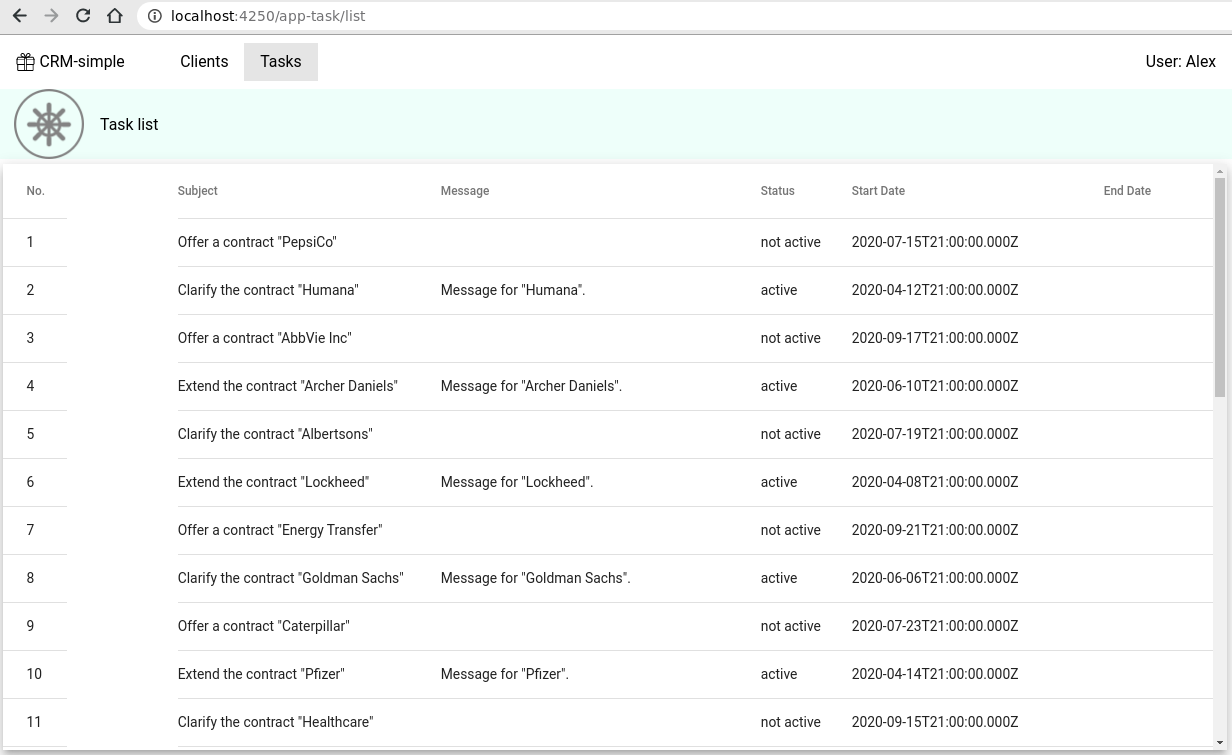 localhost:4250/app-task/list
CRM-simple Clients Tasks User: Alex
Task list
No. Subject Message Status Start Date End Date
1 Offer a contract "PepsiCo" not active 2020-07-15T21:00:00.000Z
2 Clarify the contract "Humana" Message for "Humana". active 2020-04-12T21:00:00.000Z
3 Offer a contract "AbbVie Inc" not active 2020-09-17T21:00:00.000Z
4 Extend the contract "Archer Daniels" Message for "Archer Daniels". active 2020-06-10T21:00:00.000Z
5 Clarify the contract "Albertsons" not active 2020-07-19T21:00:00.000Z
6 Extend the contract "Lockheed" Message for "Lockheed". active 2020-04-08T21:00:00.000Z
7 Offer a contract "Energy Transfer" not active 2020-09-21T21:00:00.000Z
8 Clarify the contract "Goldman Sachs" Message for "Goldman Sachs". active 2020-06-06T21:00:00.000Z
9 Offer a contract "Caterpillar" not active 2020-07-23T21:00:00.000Z
10 Extend the contract "Pfizer" Message for "Pfizer". active 2020-04-14T21:00:00.000Z
11 Clarify the contract "Healthcare" not active 2020-09-15T21:00:00.000Z